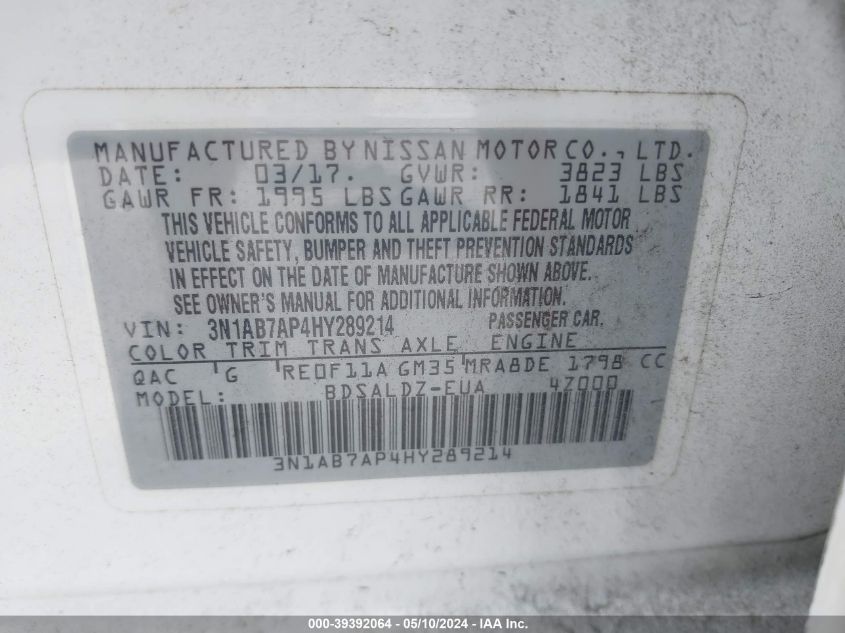 MANUFACTURED BY NISSAN MOTOR CO., LTD.
DATE: 03/17. GVWR: 3823 LBS
GAWR FR: 1995 LBS GAWR RR: 1841 LBS
THIS VEHICLE CONFORMS TO ALL APPLICABLE FEDERAL MOTOR
VEHICLE SAFETY, BUMPER AND THEFT PREVENTION STANDARDS
IN EFFECT ON THE DATE OF MANUFACTURE SHOWN ABOVE.
SEE OWNER'S MANUAL FOR ADDITIONAL INFORMATION.
VIN: 3N1AB7AP4HY289214 PASSENGER CAR.
COLOR TRIM TRANS AXLE ENGINE
QAC G RE0F11A GM35 MRA8DE 1798 CC
MODEL: BDSALDZ-EUA 4Z000
3N1AB7AP4HY289214
000-39392064 - 05/10/2024 - IAA Inc.